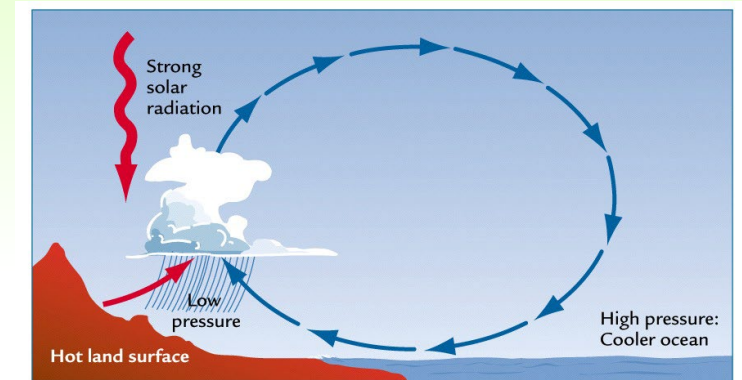 Strong
solar
radiation
Low
pressure
High pressure:
Cooler ocean
Hot land surface